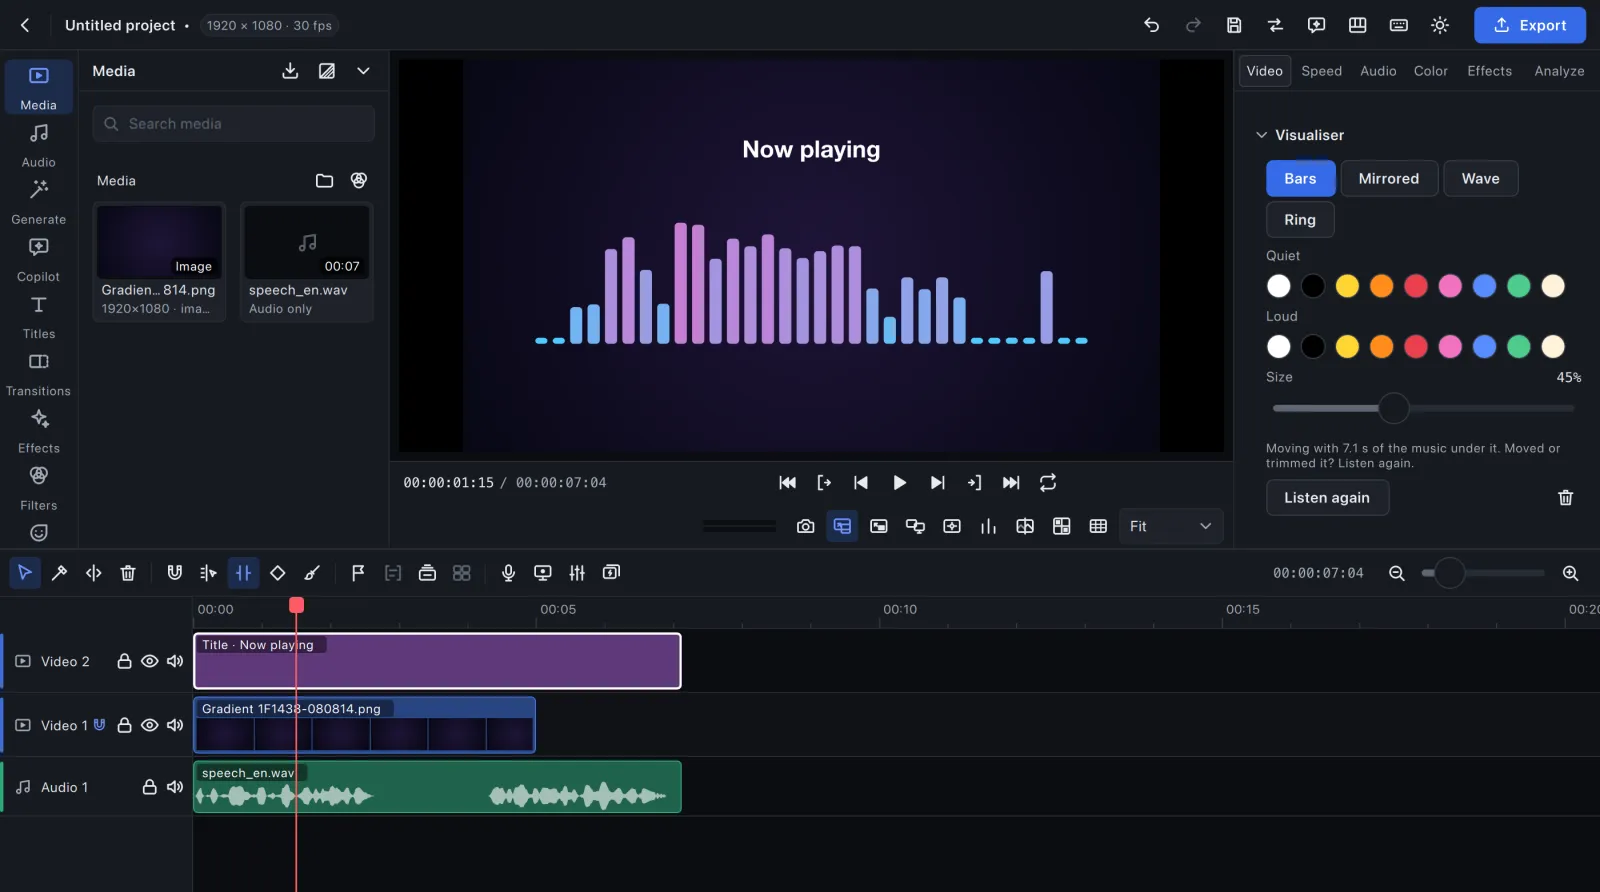 Untitled project •
1920 × 1080 · 30 fps
Export
Media
Audio
Generate
Copilot
Titles
Transitions
Effects
Filters
Media
Search media
Media
Image
Gradien... 814.png
1920×1080 · ima...
00:07
speech_en.wav
Audio only
Now playing
00:00:01:15 / 00:00:07:04
Fit
Video
Speed
Audio
Color
Effects
Analyze
Visualiser
Bars
Mirrored
Wave
Ring
Quiet
Loud
Size
45%
Moving with 7.1 s of the music under it. Moved or
trimmed it? Listen again.
Listen again
00:00:07:04
00:00
00:05
00:10
00:15
00:20
Video 2
Title · Now playing
Video 1
Gradient 1F1438-080814.png
Audio 1
speech_en.wav